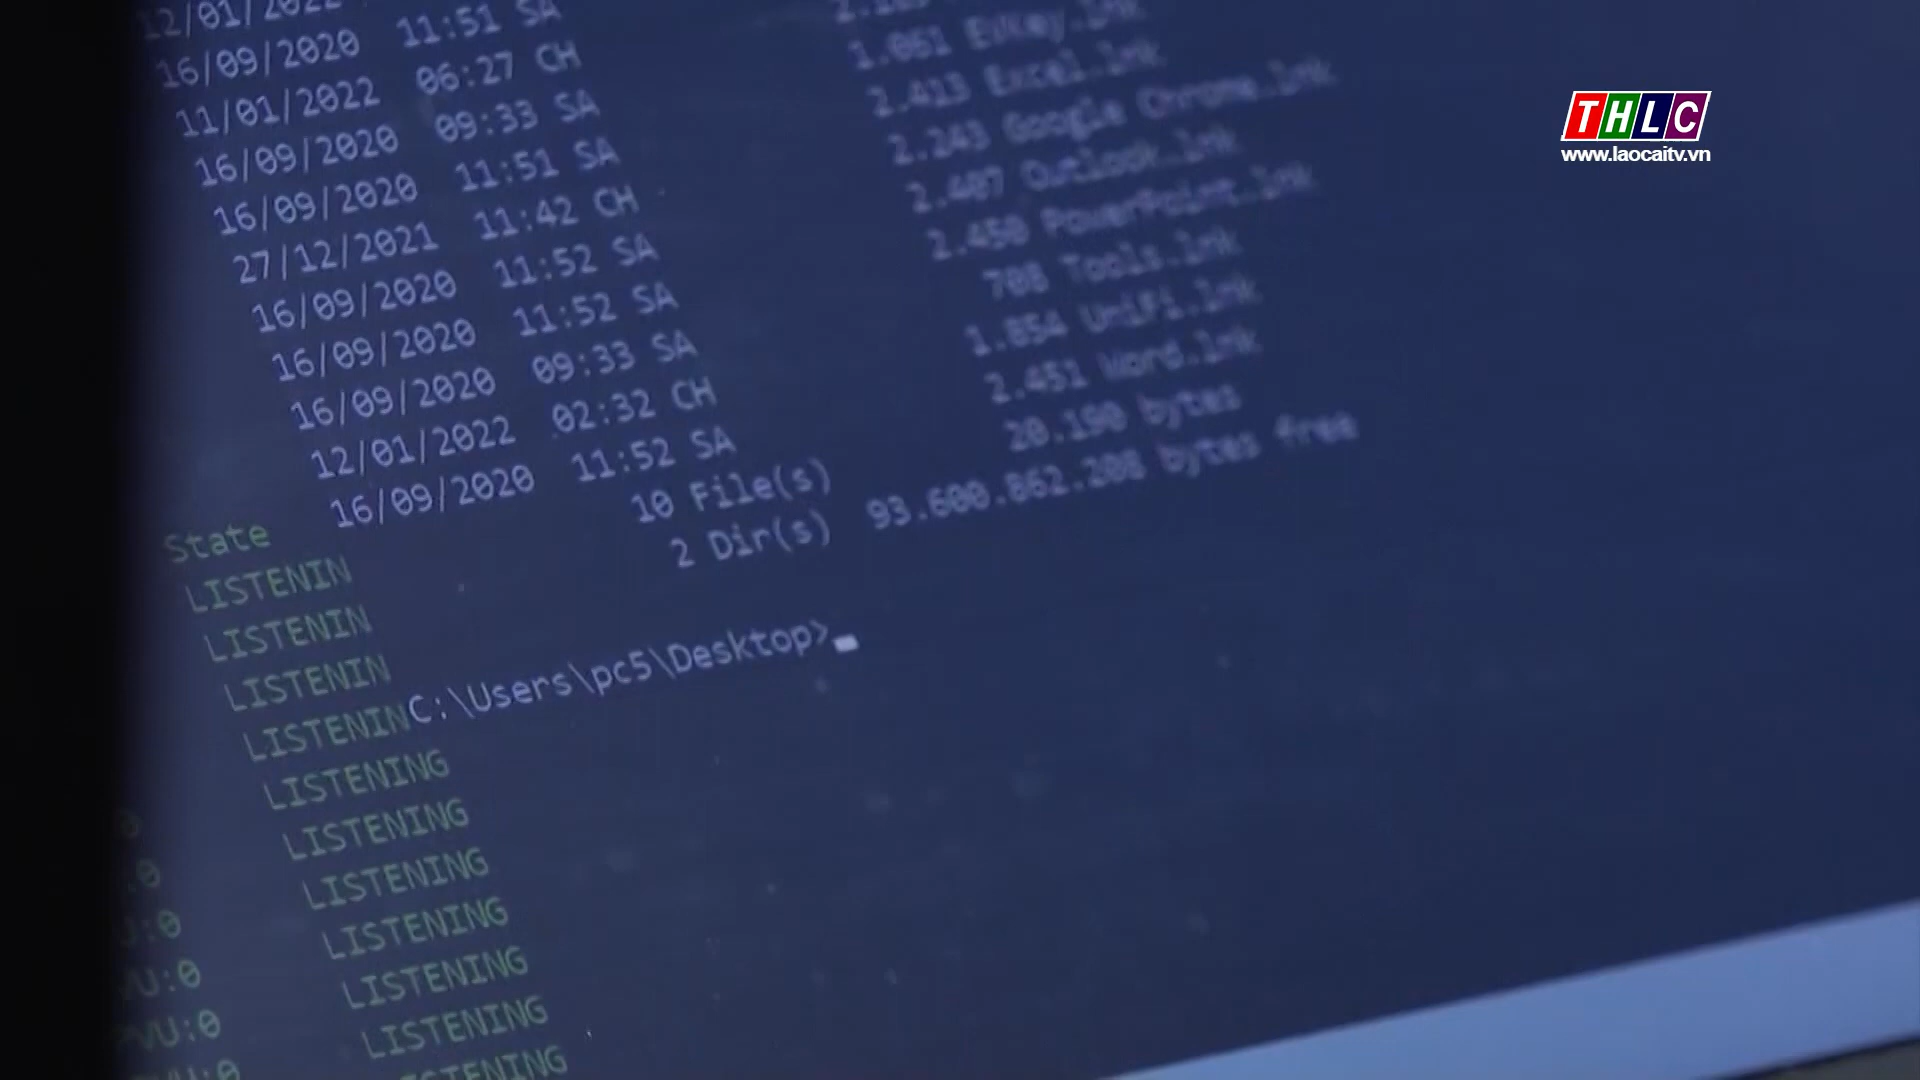 12/01/2022
16/09/2020 11:51 SA
11/01/2022 06:27 CH 1.061 EVKey.lnk
16/09/2020 09:33 SA 2.413 Excel.lnk
16/09/2020 11:51 SA 2.243 Google Chrome.lnk
27/12/2021 11:42 CH 2.407 Outlook.lnk
16/09/2020 11:52 SA 2.450 PowerPoint.lnk
16/09/2020 11:52 SA 708 Tools.lnk
16/09/2020 09:33 SA 1.854 UniFi.lnk
12/01/2022 02:32 CH 2.451 Word.lnk
16/09/2020 11:52 SA 20.190 bytes
10 File(s) 93.600.862.208 bytes free
2 Dir(s)
C:\Users\pc5\Desktop>
State
LISTENIN
LISTENIN
LISTENIN
LISTENIN
LISTENING
LISTENING
LISTENING
LISTENING
LISTENING
LISTENING
THLC
www.laocaitv.vn